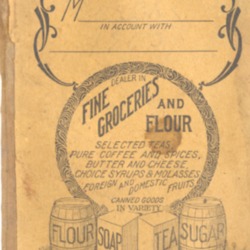 M
IN ACCOUNT WITH
DEALER IN
FINE
GROCERIES
AND
FLOUR
SELECTED TEAS,
PURE COFFEE AND SPICES,
BUTTER AND CHEESE,
CHOICE SYRUPS & MOLASSES,
FOREIGN AND DOMESTIC FRUITS,
CANNED GOODS
IN VARIETY.
FLOUR
SOAP
TEA
SUGAR